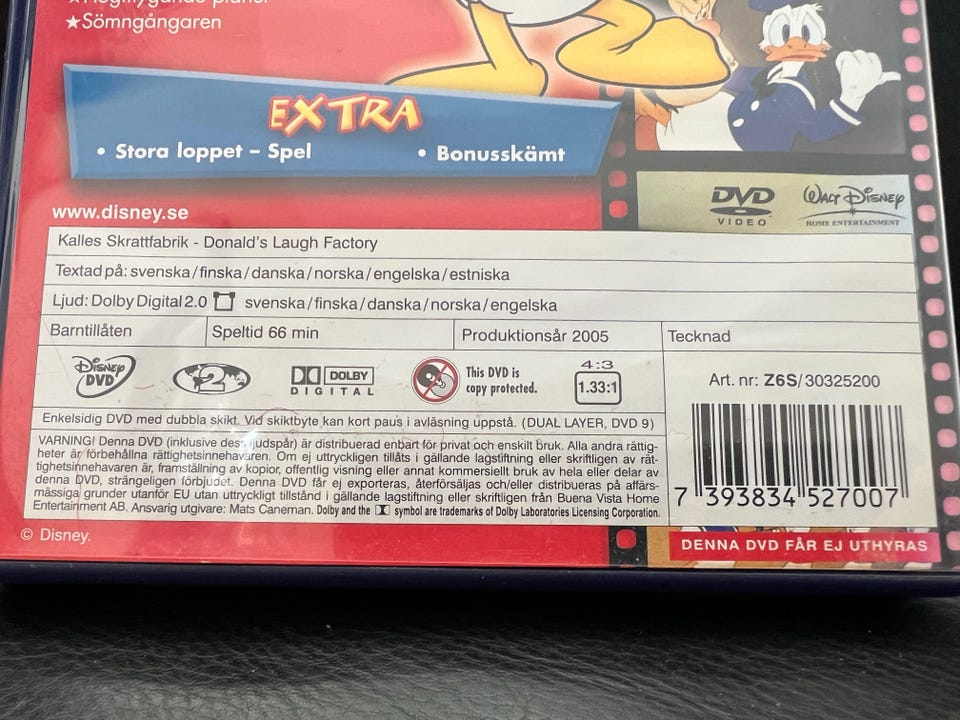 ★Sömngångaren
EXTRA
• Stora loppet – Spel
• Bonusskämt
www.disney.se
DVD
VIDEO
WALT DISNEY
HOME ENTERTAINMENT
Kalles Skrattfabrik - Donald's Laugh Factory
Textad på: svenska/finska/danska/norska/engelska/estniska
Ljud: Dolby Digital 2.0 svenska/finska/danska/norska/engelska
Barntillåten
Speltid 66 min
Produktionsår 2005
Tecknad
DISNEY DVD
2
DOLBY
DIGITAL
This DVD is
copy protected.
4:3
1.33:1
Art. nr: Z6S/30325200
Enkelsidig DVD med dubbla skikt. Vid skiktbyte kan kort paus i avläsning uppstå. (DUAL LAYER, DVD 9)
VARNING! Denna DVD (inklusive dess ljudspår) är distribuerad enbart för privat och enskilt bruk. Alla andra rättig-
heter är förbehållna rättighetsinnehavaren. Om ej uttryckligen tillåts i gällande lagstiftning eller skriftligen av rät-
tighetsinnehavaren är, framställning av kopior, offentlig visning eller annat kommersiellt bruk av hela eller delar av
denna DVD, strängeligen förbjudet. Denna DVD får ej exporteras, återförsäljas och/eller distribueras på affärs-
mässiga grunder utanför EU utan uttryckligt tillstånd i gällande lagstiftning eller skriftligen från Buena Vista Home
Entertainment AB. Ansvarig utgivare: Mats Caneman. Dolby and the symbol are trademarks of Dolby Laboratories Licensing Corporation.
7 393834 527007
© Disney.
DENNA DVD FÅR EJ UTHYRAS